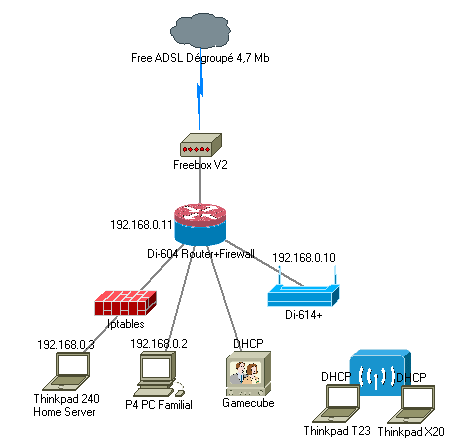 Free ADSL Dégroupé 4,7 Mb
Freebox V2
192.168.0.11
Di-604 Router+Firewall
192.168.0.10
Di-614+
Iptables
192.168.0.3
192.168.0.2
DHCP
Thinkpad 240
Home Server
P4 PC Familial
Gamecube
DHCP
DHCP
Thinkpad T23
Thinkpad X20